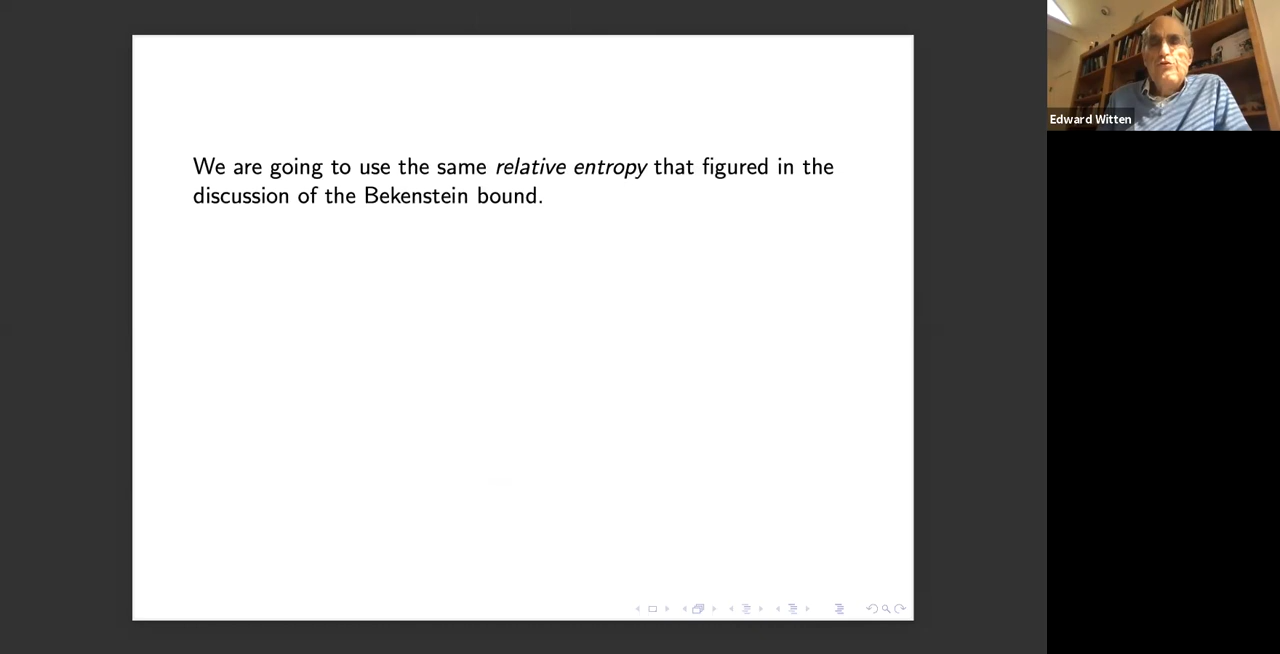 We are going to use the same relative entropy that figured in the
discussion of the Bekenstein bound.
Edward Witten